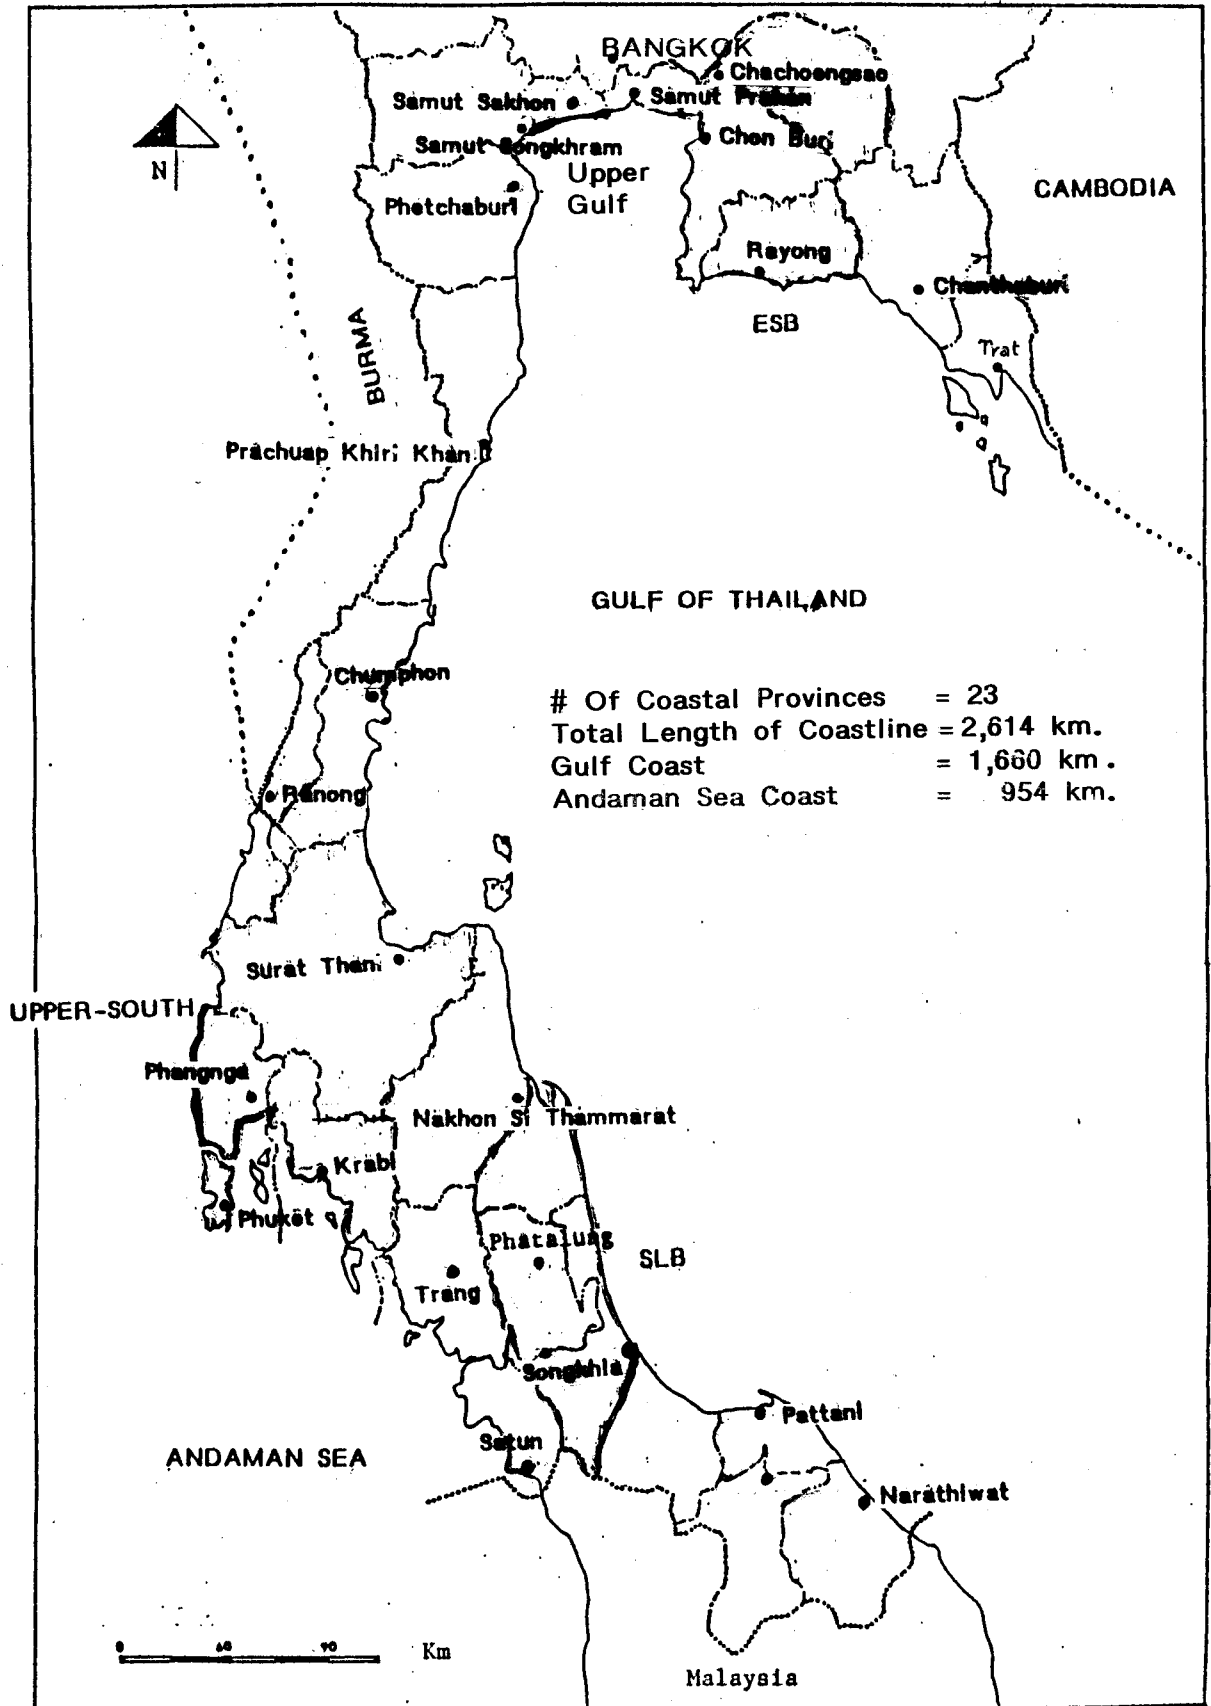 BANGKOK
Chachoengsao
Samut Sakhon
Samut Prakan
Samut Songkhram
Chon Buri
N
Upper
Gulf
CAMBODIA
Phetchaburi
Rayong
Chanthaburi
ESB
BURMA
Trat
Prachuap Khiri Khan
GULF OF THAILAND
Chumphon
# Of Coastal Provinces = 23
Total Length of Coastline = 2,614 km.
Gulf Coast = 1,660 km.
Andaman Sea Coast = 954 km.
Ranong
Surat Thani
UPPER-SOUTH
Phangnga
Nakhon Si Thammarat
Krabi
Phuket
Phatalung
SLB
Trang
Songkhla
Pattani
Satun
ANDAMAN SEA
Narathiwat
0 90 Km
Malaysia